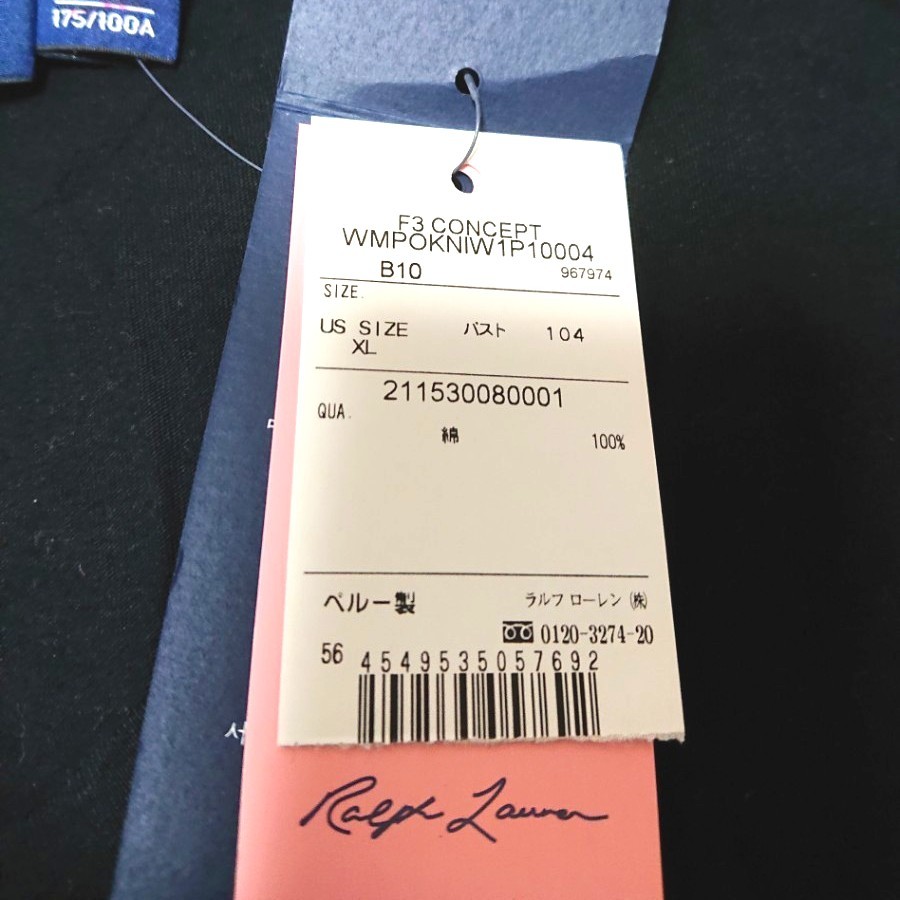 175/100A
F3 CONCEPT
WMPOKNIW1P10004
B10 967974
SIZE.
US SIZE バスト 104
XL
211530080001
QUA.
綿 100%
ペルー製 ラルフ ローレン ㈱
0120-3274-20
56 4549535057692
Ralph Lauren